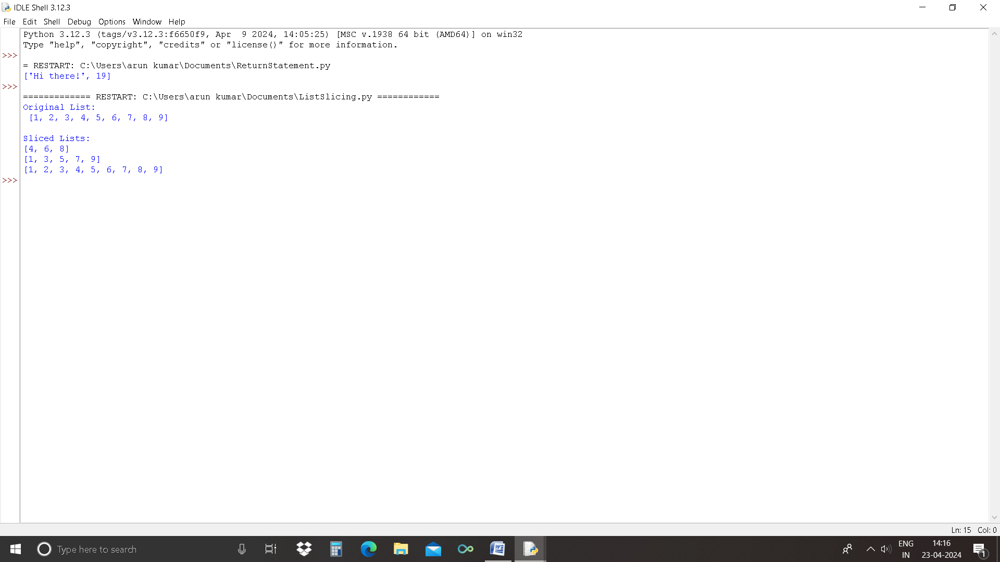 IDLE Shell 3.12.3
File Edit Shell Debug Options Window Help
Python 3.12.3 (tags/v3.12.3:f6650f9, Apr  9 2024, 14:05:25) [MSC v.1938 64 bit (AMD64)] on win32
Type "help", "copyright", "credits" or "license()" for more information.
>>>
= RESTART: C:\Users\arun kumar\Documents\ReturnStatement.py
['Hi there!', 19]
>>>
============= RESTART: C:\Users\arun kumar\Documents\ListSlicing.py ============
Original List:
 [1, 2, 3, 4, 5, 6, 7, 8, 9]
Sliced Lists:
[4, 6, 8]
[1, 3, 5, 7, 9]
[1, 2, 3, 4, 5, 6, 7, 8, 9]
>>>
Ln: 15 Col: 0
Type here to search
ENG
IN
14:16
23-04-2024
1